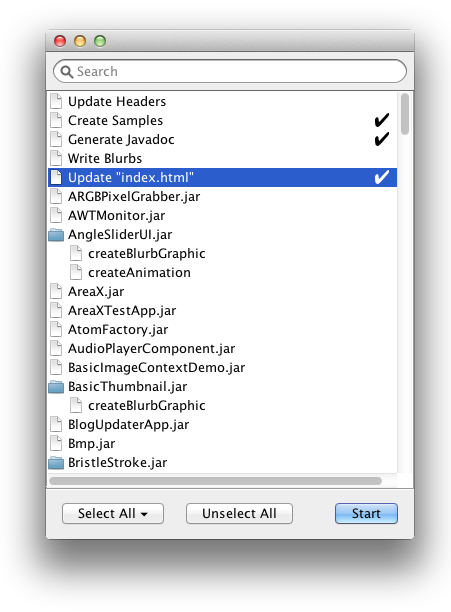 Search
Update Headers
Create Samples
Generate Javadoc
Write Blurbs
Update "index.html"
ARGBPixelGrabber.jar
AWTMonitor.jar
AngleSliderUI.jar
createBlurbGraphic
createAnimation
AreaX.jar
AreaXTestApp.jar
AtomFactory.jar
AudioPlayerComponent.jar
BasicImageContextDemo.jar
BasicThumbnail.jar
createBlurbGraphic
BlogUpdaterApp.jar
Bmp.jar
BristleStroke.jar
Select All Unselect All Start